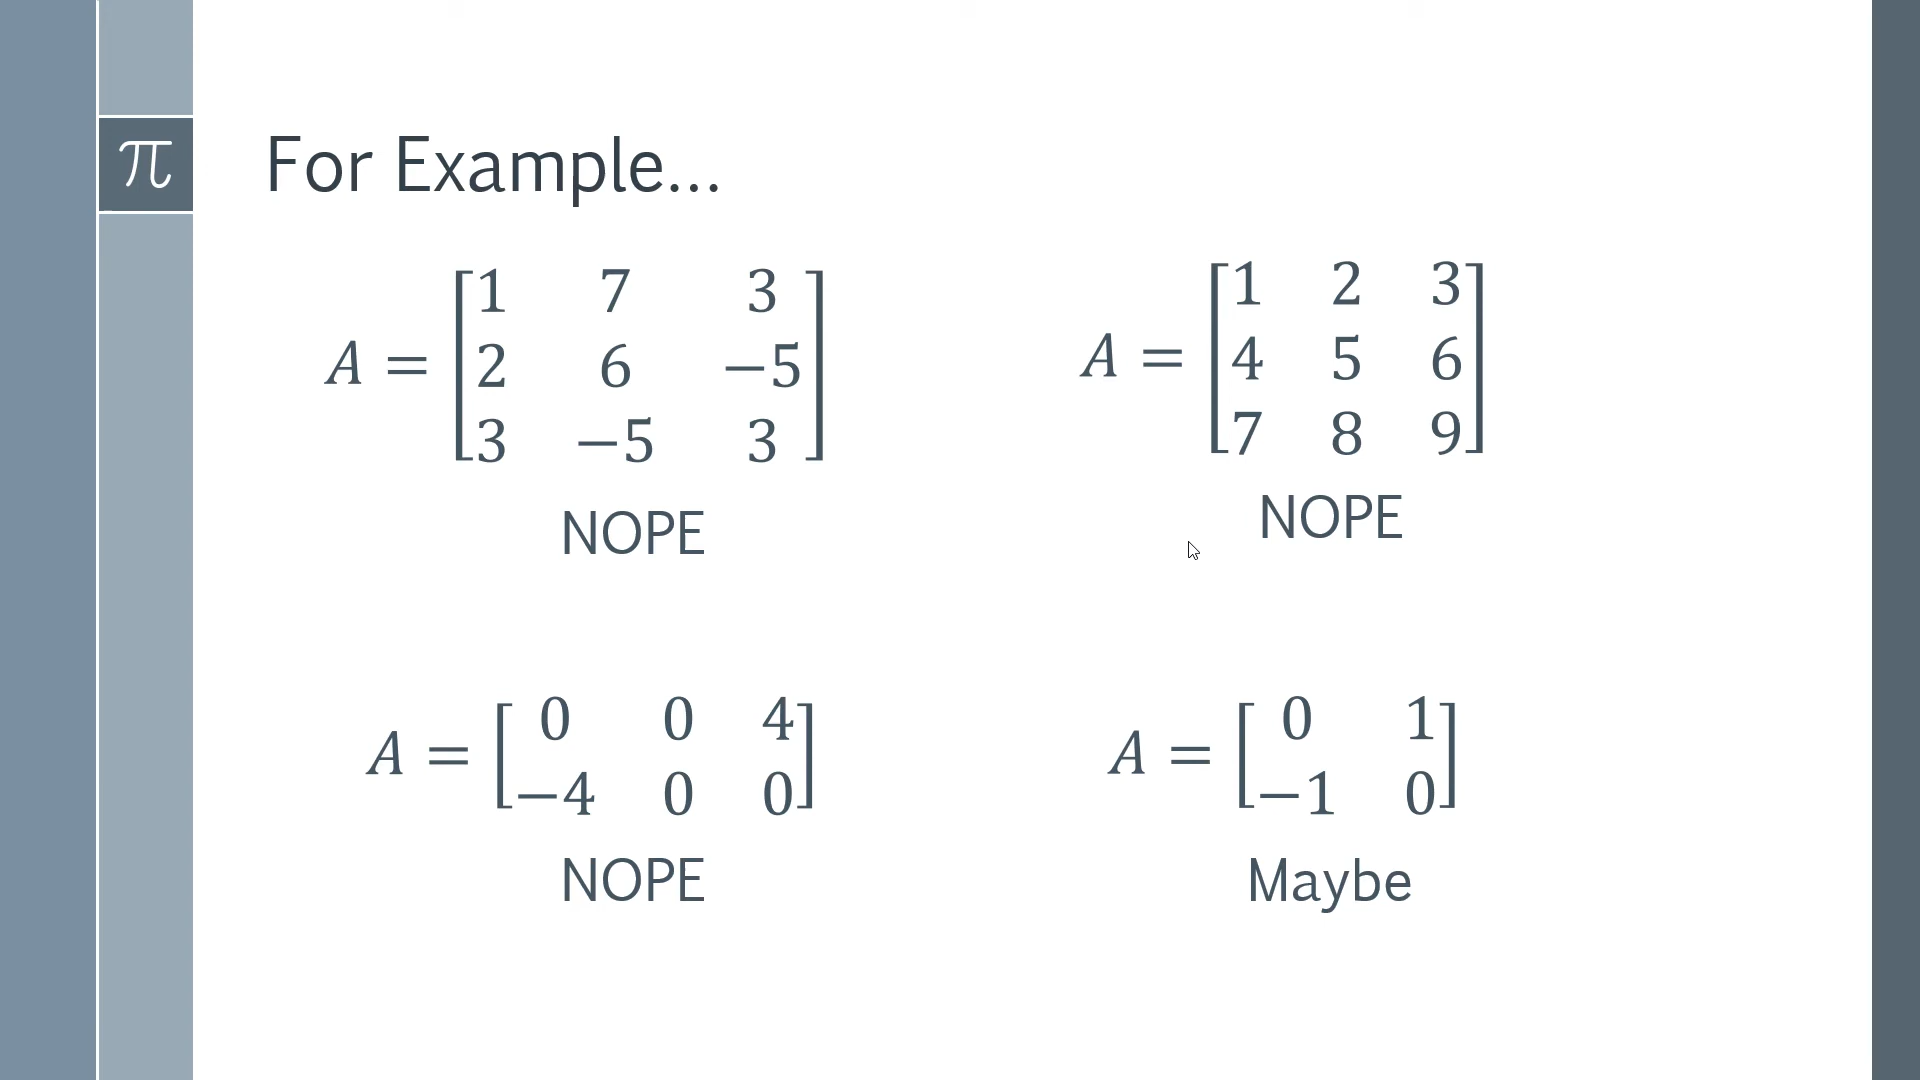 π
For Example...
A = [1 7 3
2 6 −5
3 −5 3]
NOPE
A = [1 2 3
4 5 6
7 8 9]
NOPE
A = [0 0 4
−4 0 0]
NOPE
A = [0 1
−1 0]
Maybe